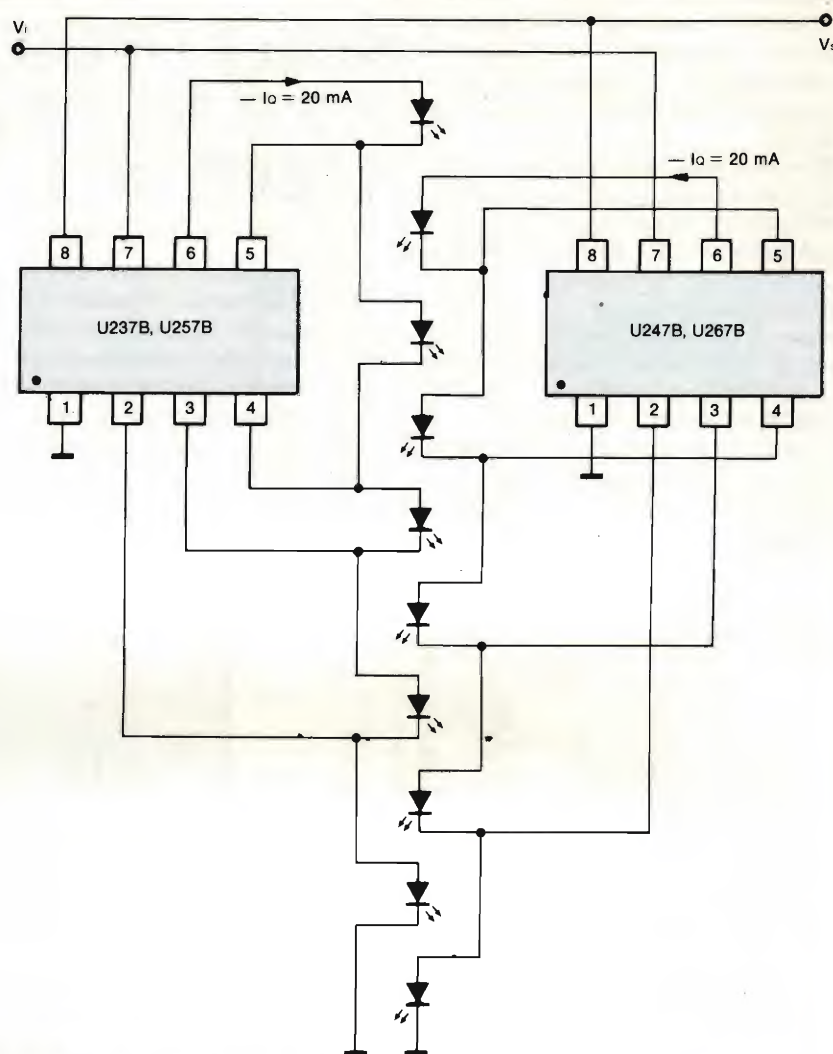 Vı
Vs
— IQ = 20 mA
— IQ = 20 mA
8 7 6 5
8 7 6 5
U237B, U257B
U247B, U267B
1 2 3 4
1 2 3 4